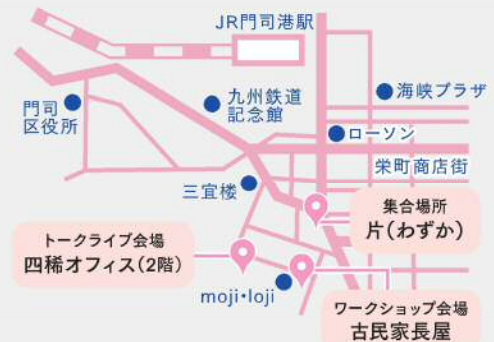 JR門司港駅
海峡プラザ
九州鉄道
記念館
門司
区役所
ローソン
栄町商店街
三宜楼
集合場所
片(わずか)
トークライブ会場
四稀オフィス(2階)
moji・loji
ワークショップ会場
古民家長屋